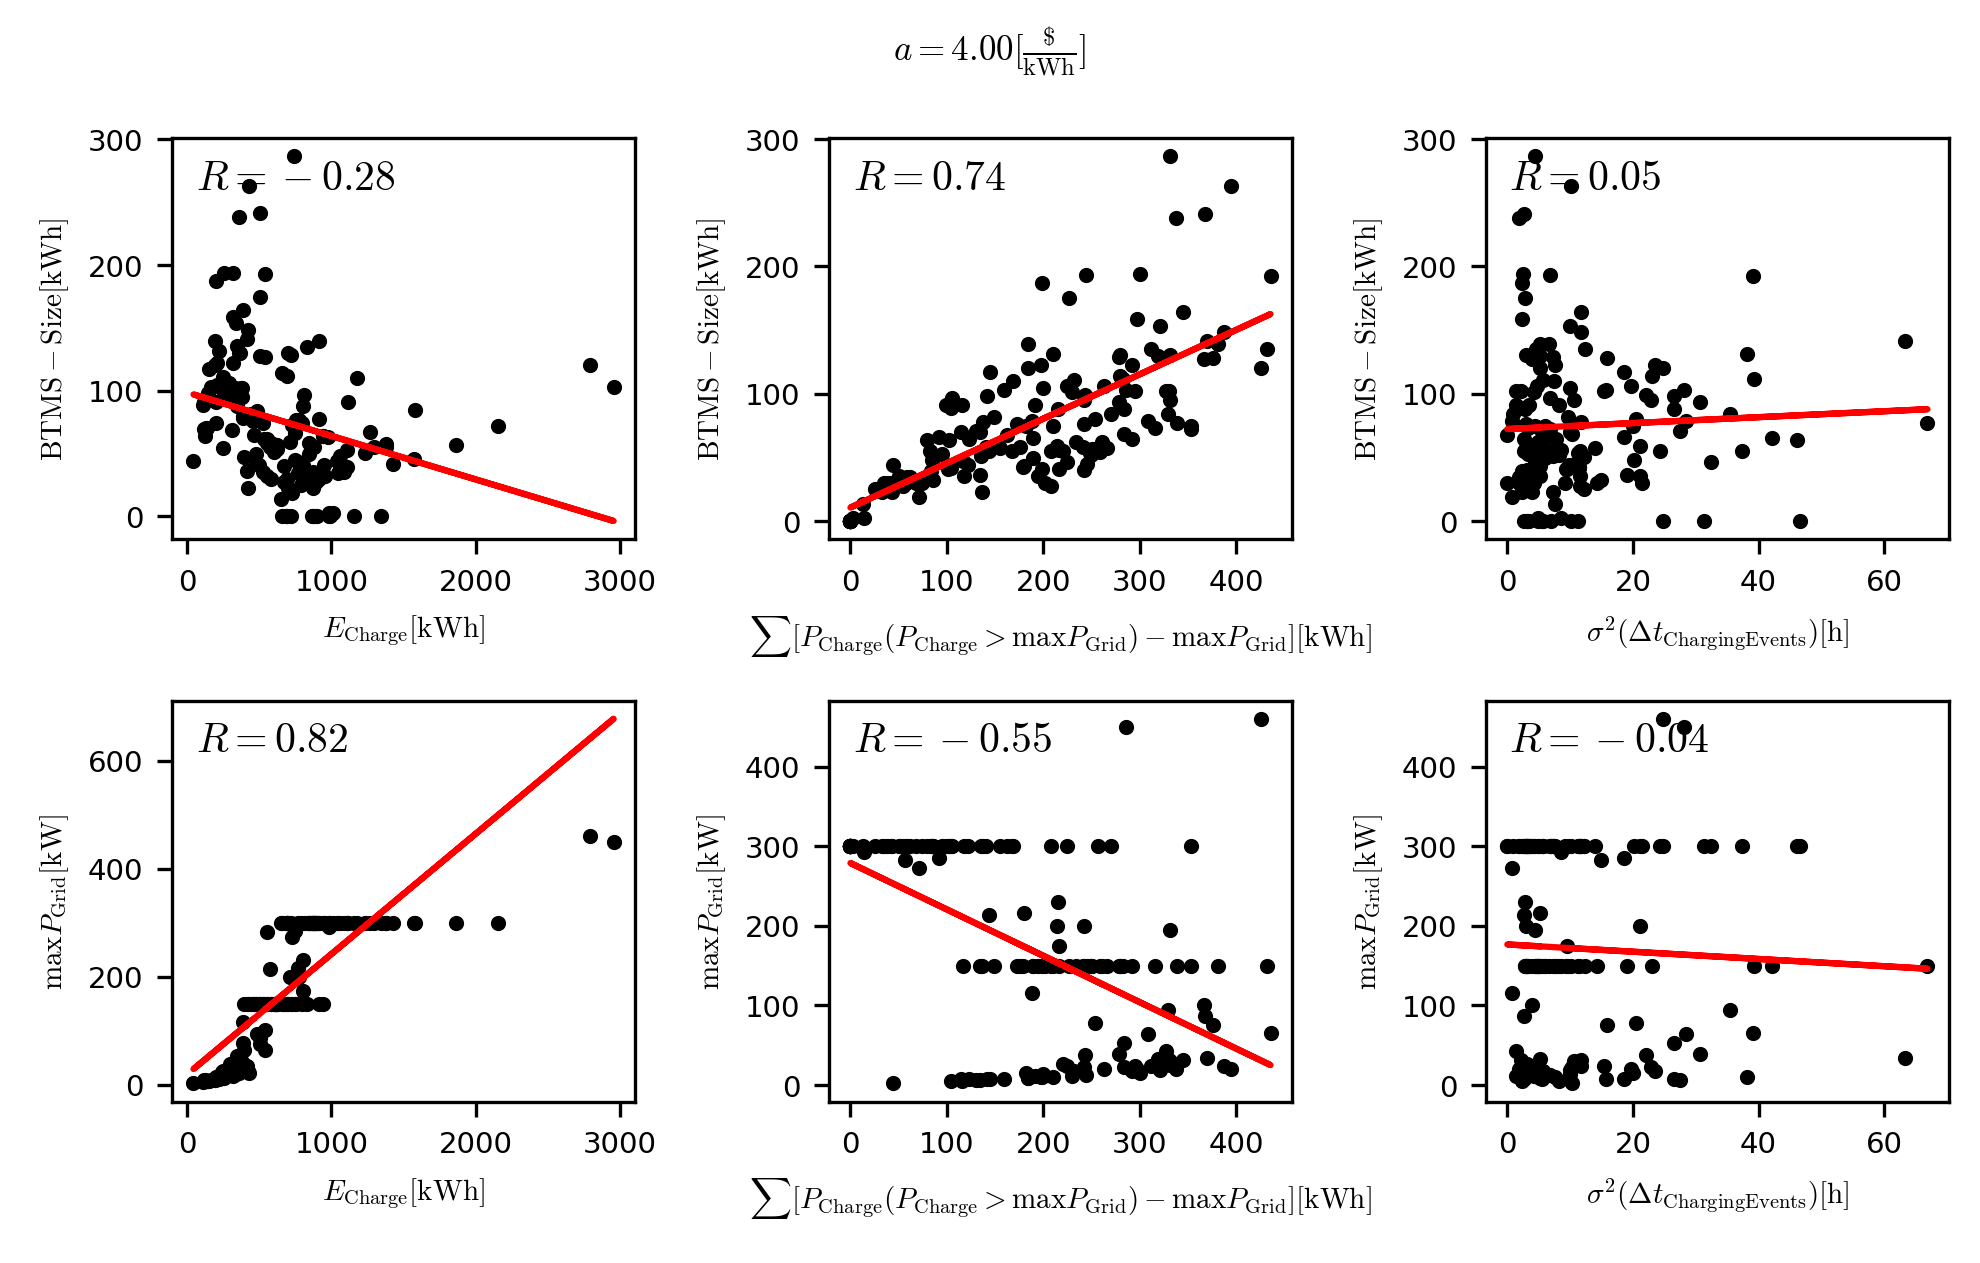 a = 4.00[$/kWh]
300
200
100
0
BTMS − Size[kWh]
R = −0.28
0 1000 2000 3000
E_Charge[kWh]
300
200
100
0
BTMS − Size[kWh]
R = 0.74
0 100 200 300 400
∑[P_Charge(P_Charge > maxP_Grid) − maxP_Grid][kWh]
300
200
100
0
BTMS − Size[kWh]
R = 0.05
0 20 40 60
σ²(Δt_ChargingEvents)[h]
600
400
200
0
maxP_Grid[kW]
R = 0.82
0 1000 2000 3000
E_Charge[kWh]
400
300
200
100
0
maxP_Grid[kW]
R = −0.55
0 100 200 300 400
∑[P_Charge(P_Charge > maxP_Grid) − maxP_Grid][kWh]
400
300
200
100
0
maxP_Grid[kW]
R = −0.04
0 20 40 60
σ²(Δt_ChargingEvents)[h]